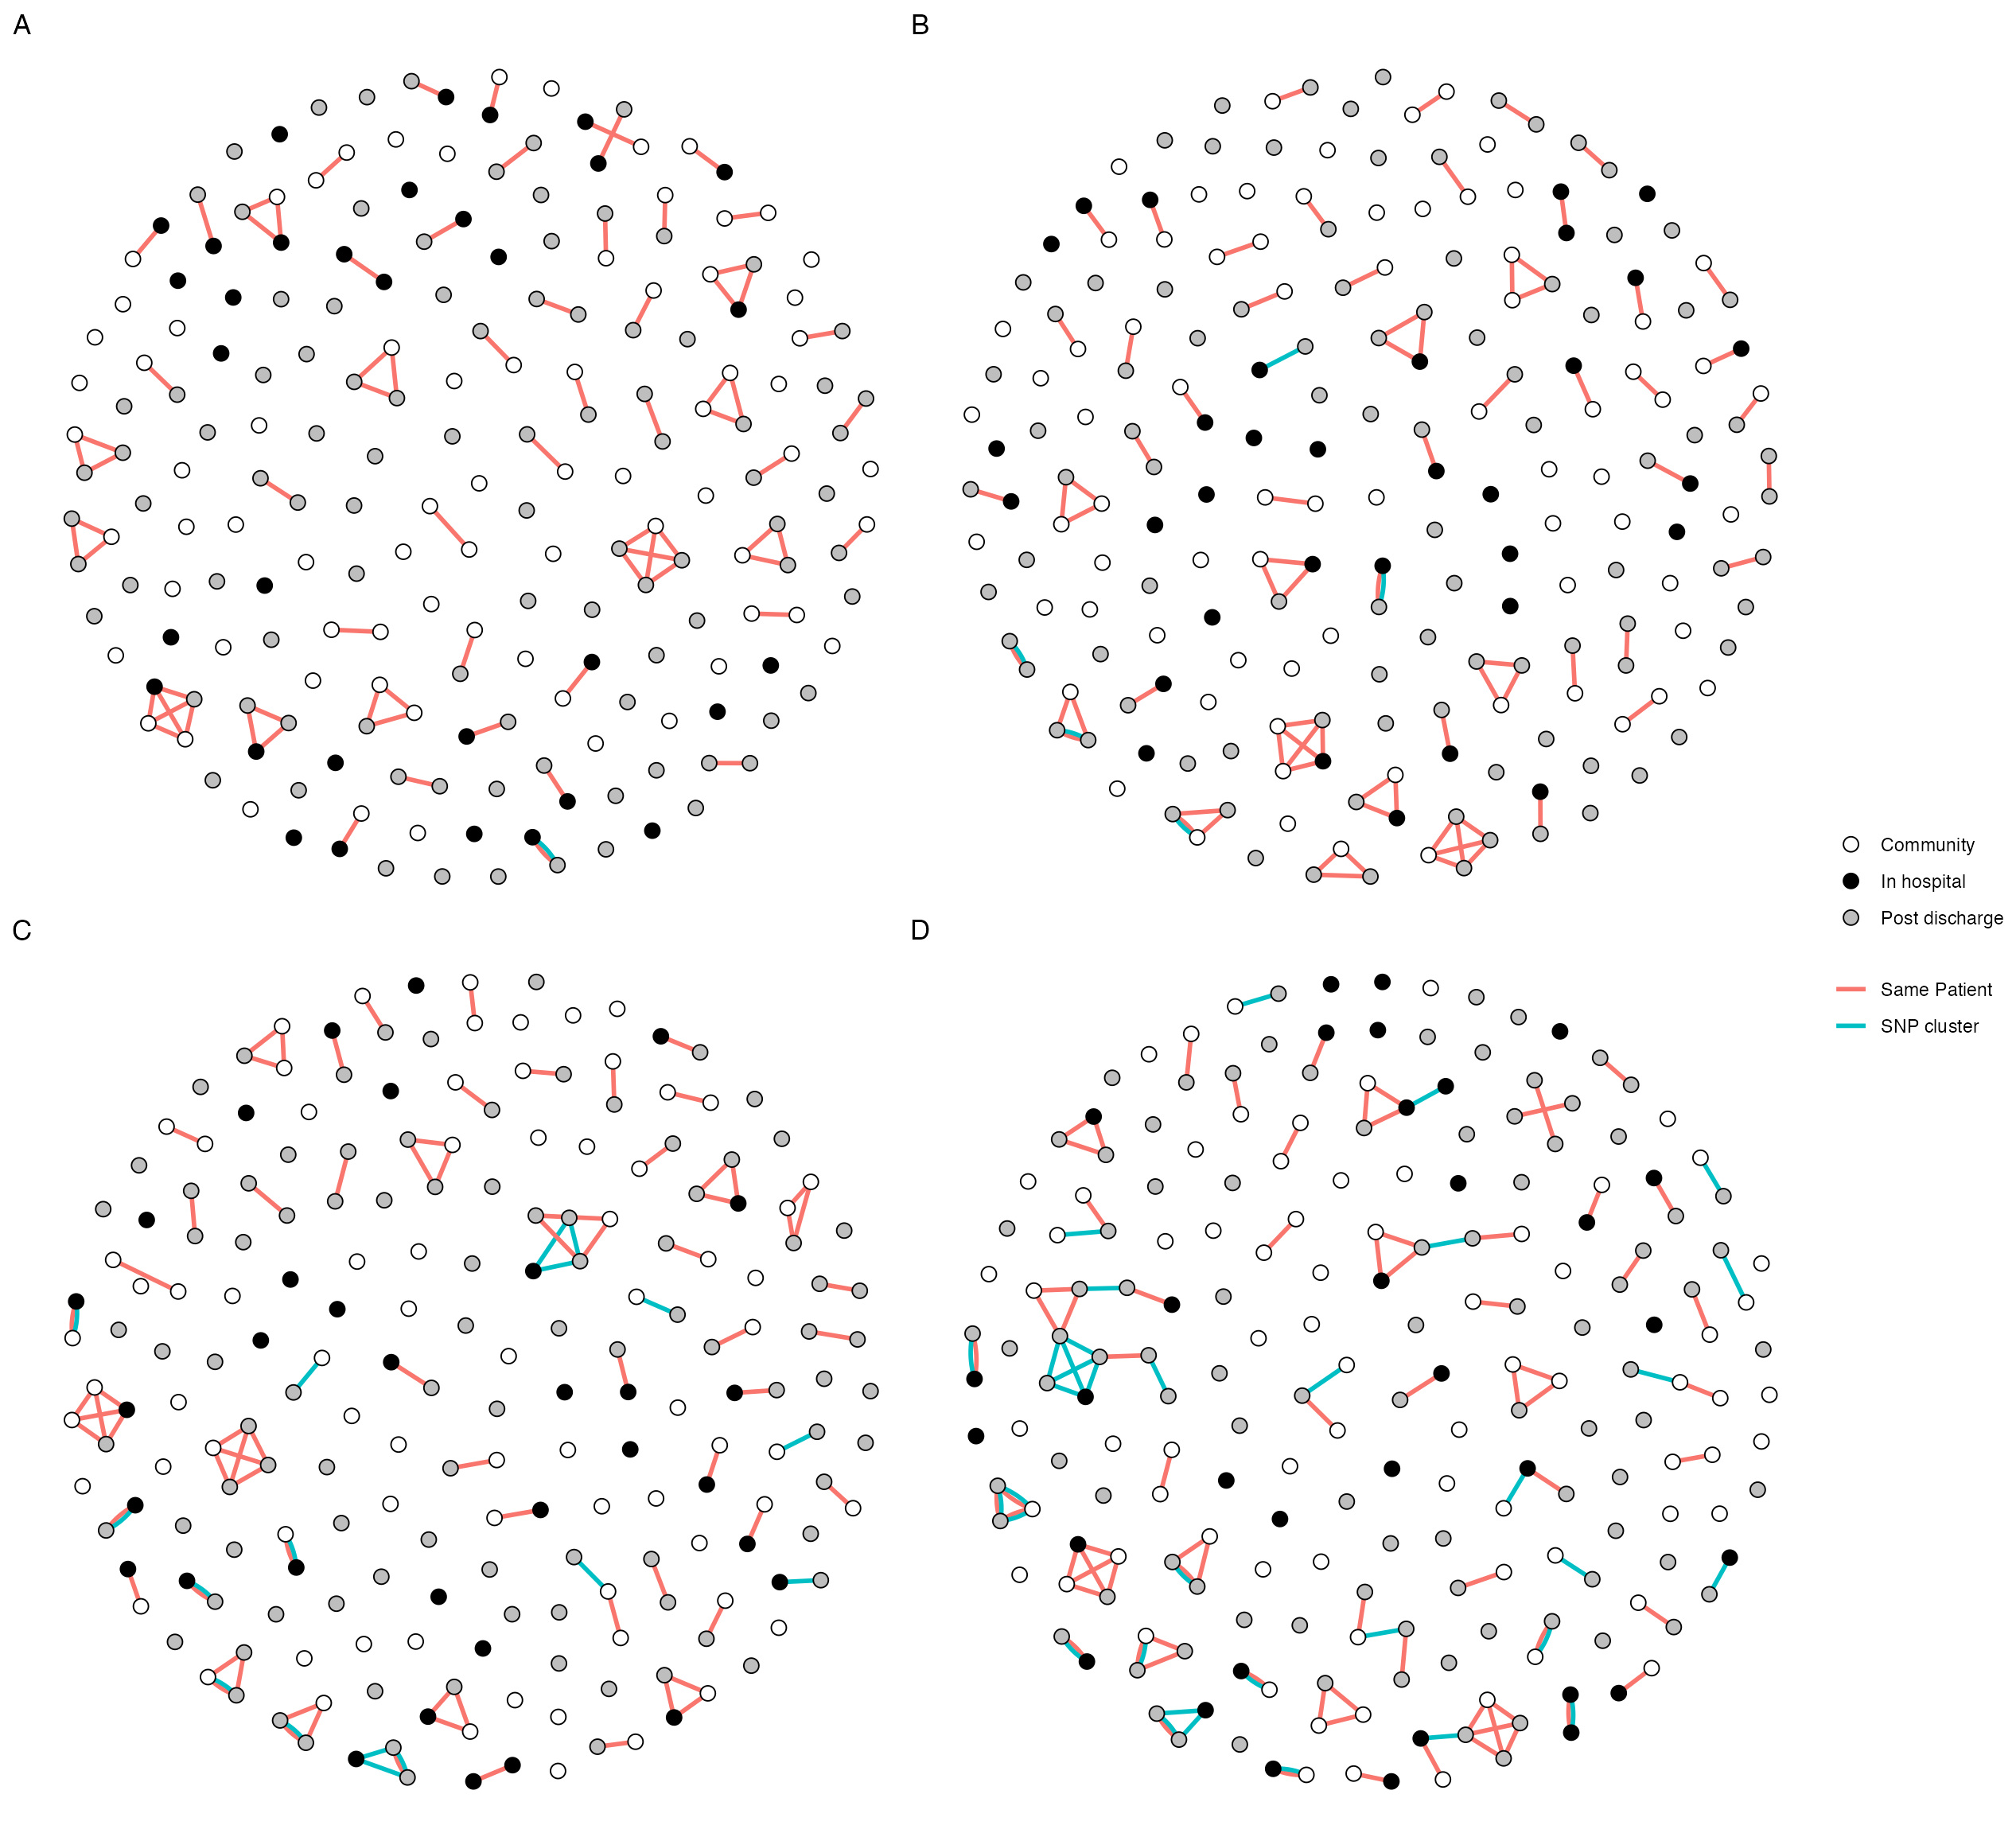 A
B
Community
In hospital
Post discharge
C
D
Same Patient
SNP cluster